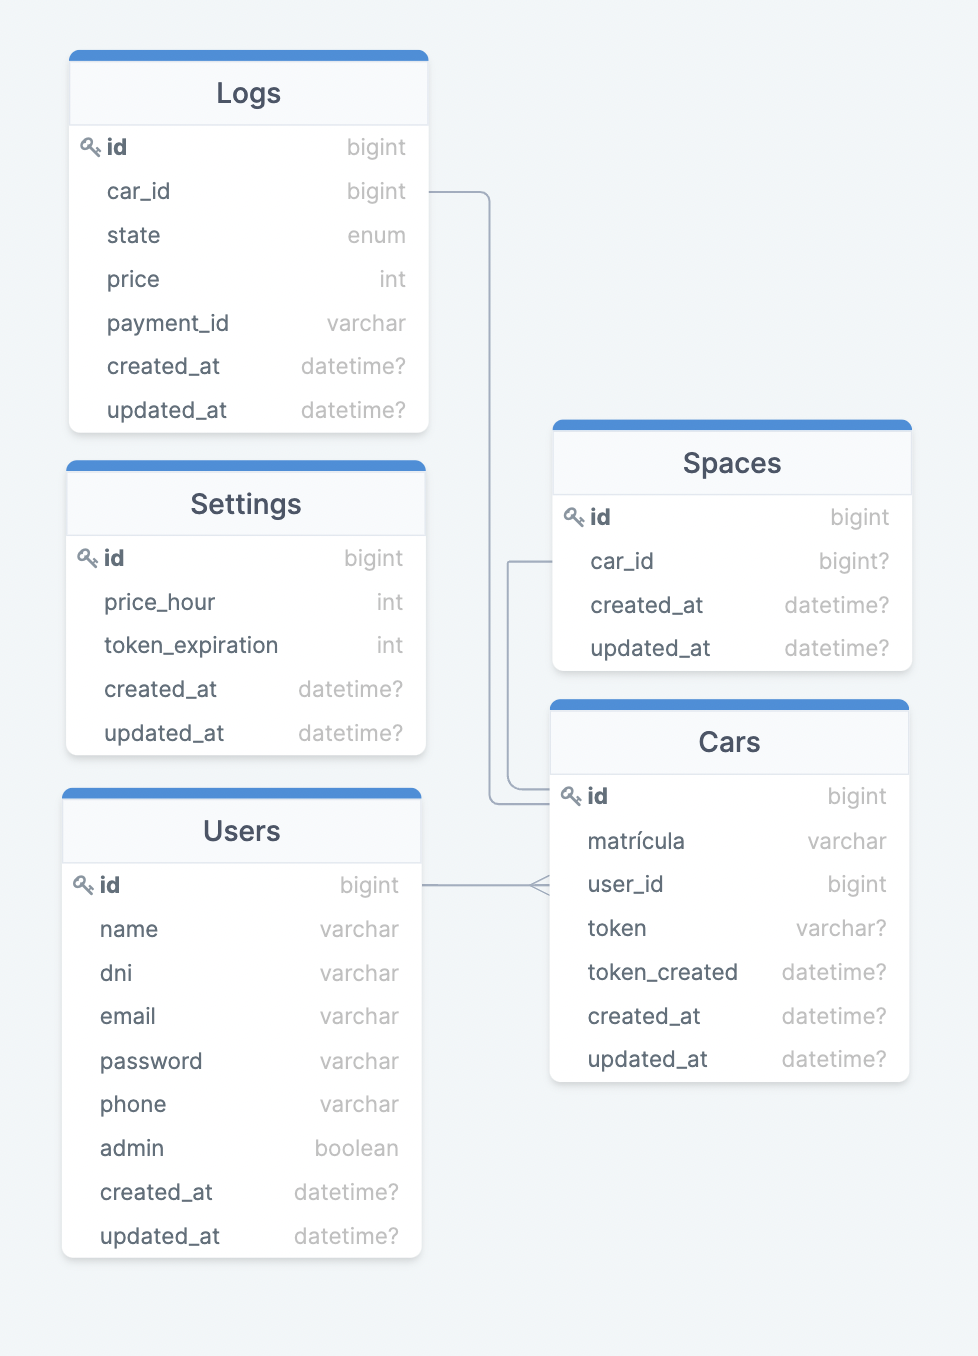 Logs
id bigint
car_id bigint
state enum
price int
payment_id varchar
created_at datetime?
updated_at datetime?
Settings
id bigint
price_hour int
token_expiration int
created_at datetime?
updated_at datetime?
Users
id bigint
name varchar
dni varchar
email varchar
password varchar
phone varchar
admin boolean
created_at datetime?
updated_at datetime?
Spaces
id bigint
car_id bigint?
created_at datetime?
updated_at datetime?
Cars
id bigint
matrícula varchar
user_id bigint
token varchar?
token_created datetime?
created_at datetime?
updated_at datetime?